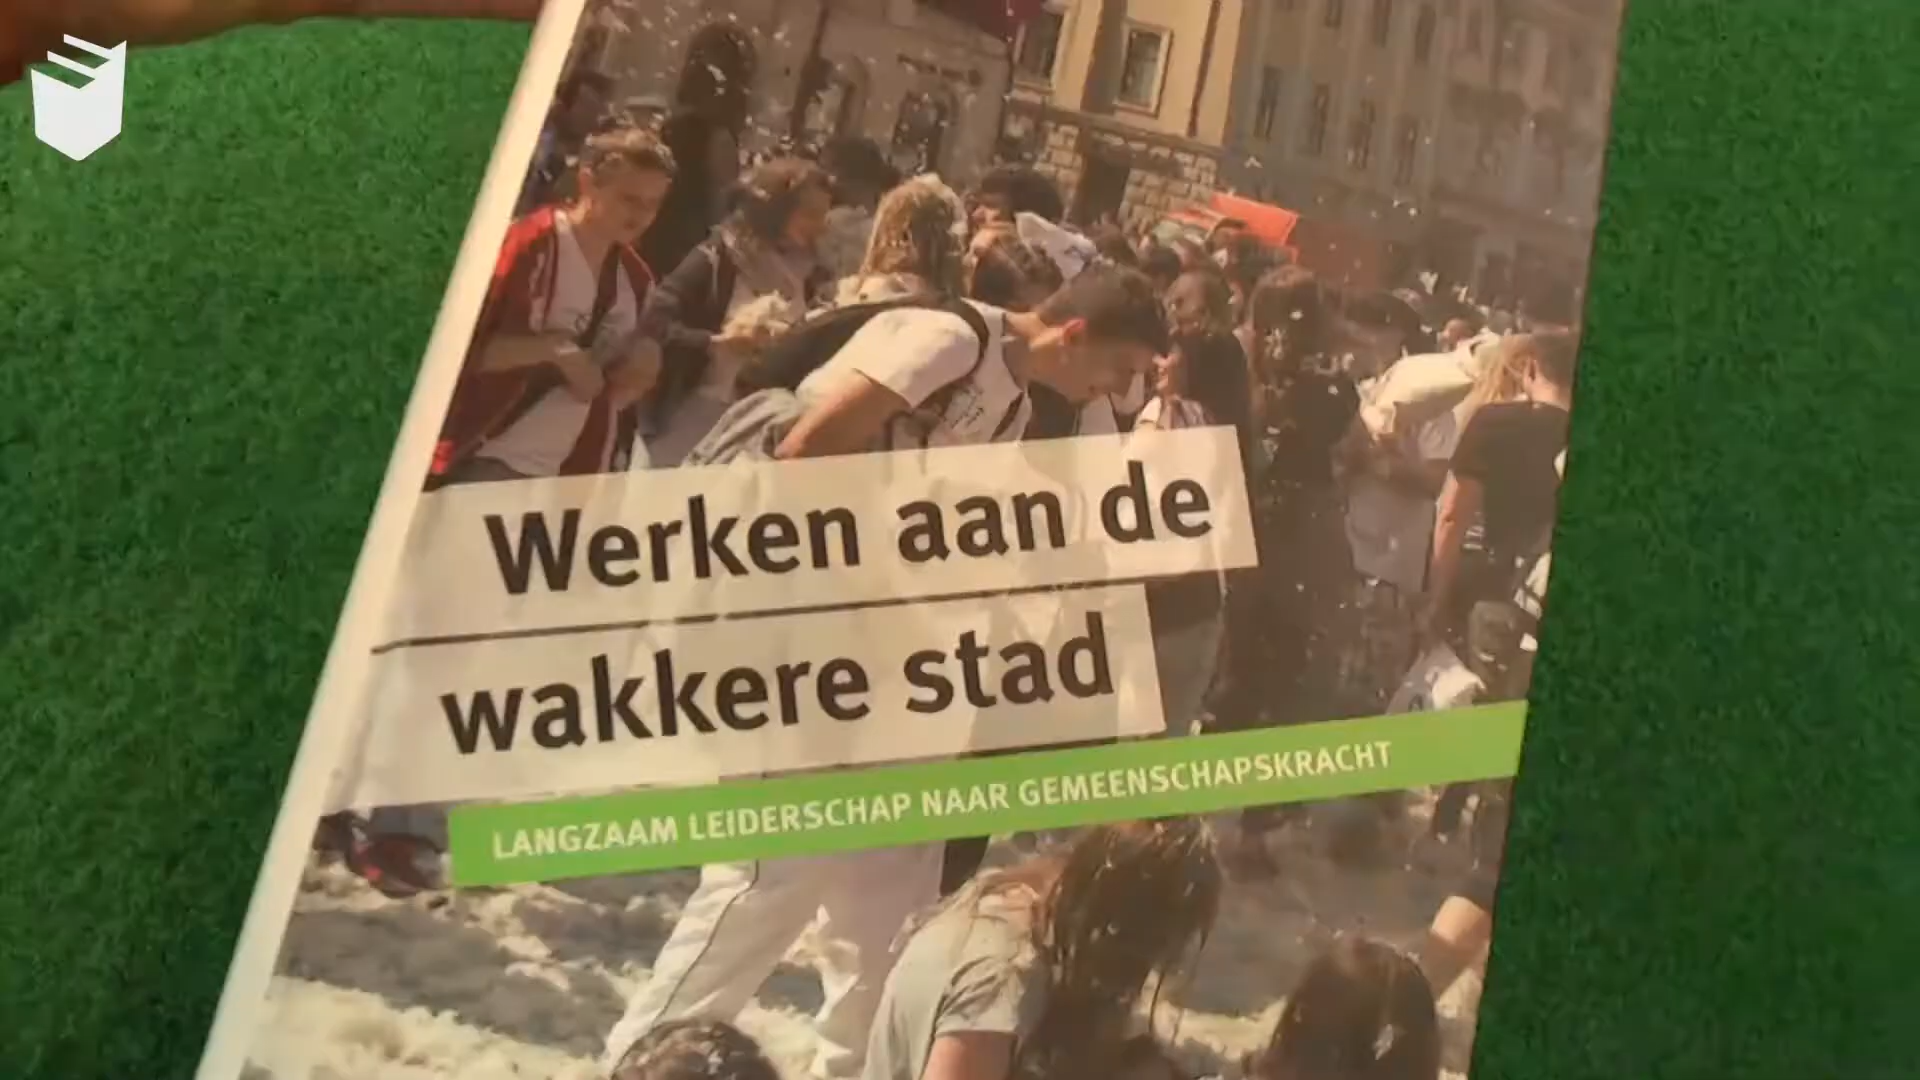 Werken aan de
wakkere stad
LANGZAAM LEIDERSCHAP NAAR GEMEENSCHAPSKRACHT